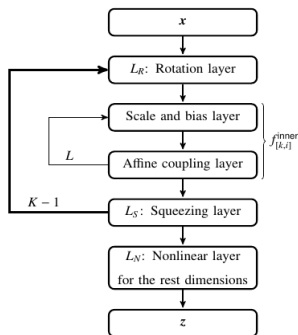 x
L_R: Rotation layer
Scale and bias layer
f^inner_[k,i]
L
Affine coupling layer
K − 1
L_S: Squeezing layer
L_N: Nonlinear layer
for the rest dimensions
z